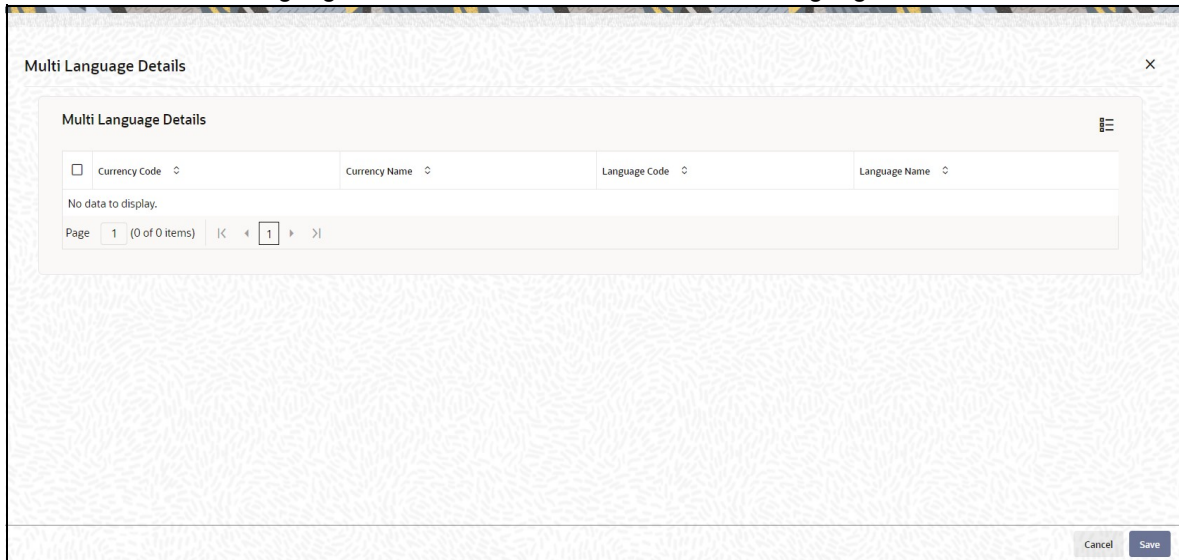 Multi Language Details
Multi Language Details
Currency Code Currency Name Language Code Language Name
No data to display.
Page 1 (0 of 0 items) 1
Cancel Save